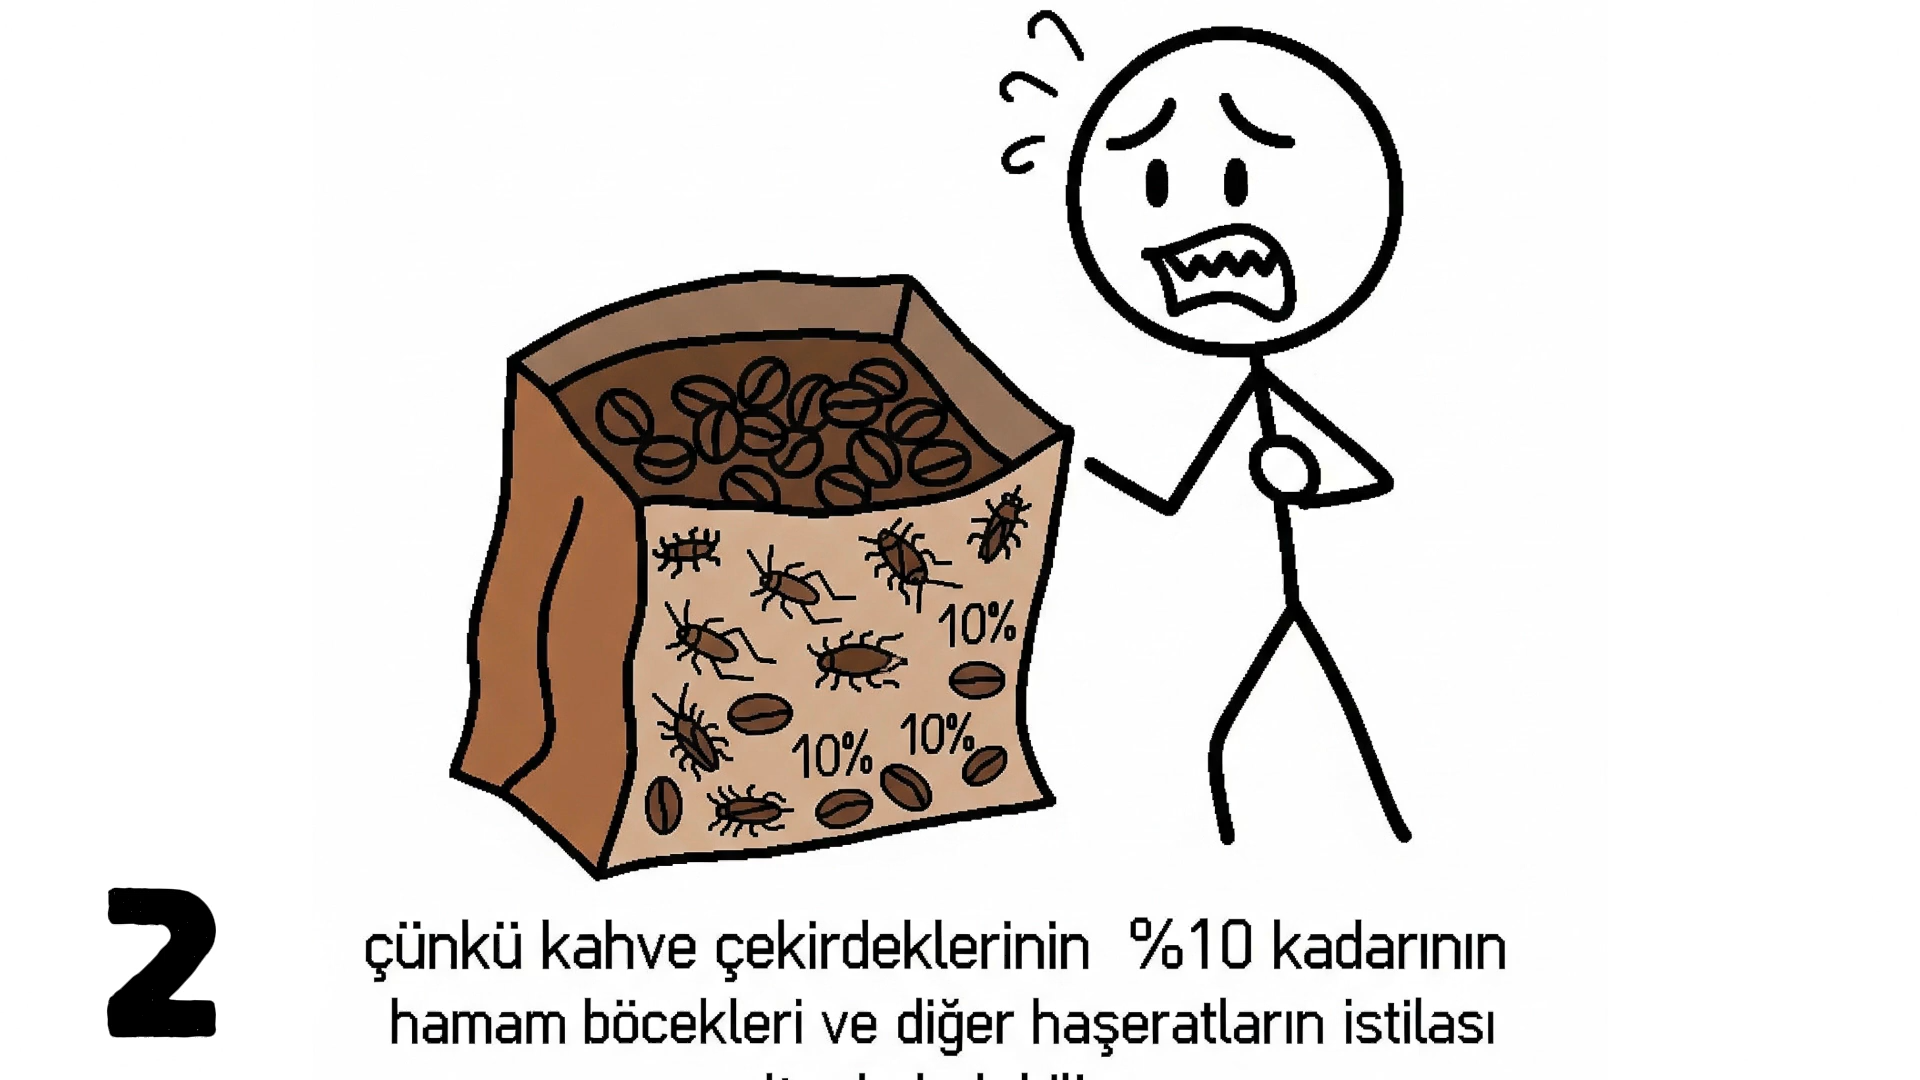 10%
10%
10%
2
çünkü kahve çekirdeklerinin %10 kadarının
hamam böcekleri ve diğer haşeratların istilası